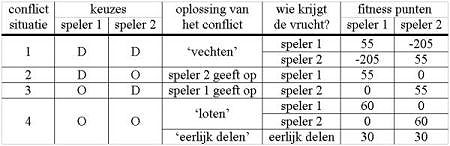 conflict situatie keuzes oplossing van het conflict wie krijgt de vrucht? fitness punten
speler 1 speler 2 speler 1 speler 2
1 D D ‘vechten’ speler 1 55 -205
speler 2 -205 55
2 D O speler 2 geeft op speler 1 55 0
3 O D speler 1 geeft op speler 2 0 55
4 O O ‘loten’ speler 1 60 0
speler 2 0 60
‘eerlijk delen’ eerlijk delen 30 30